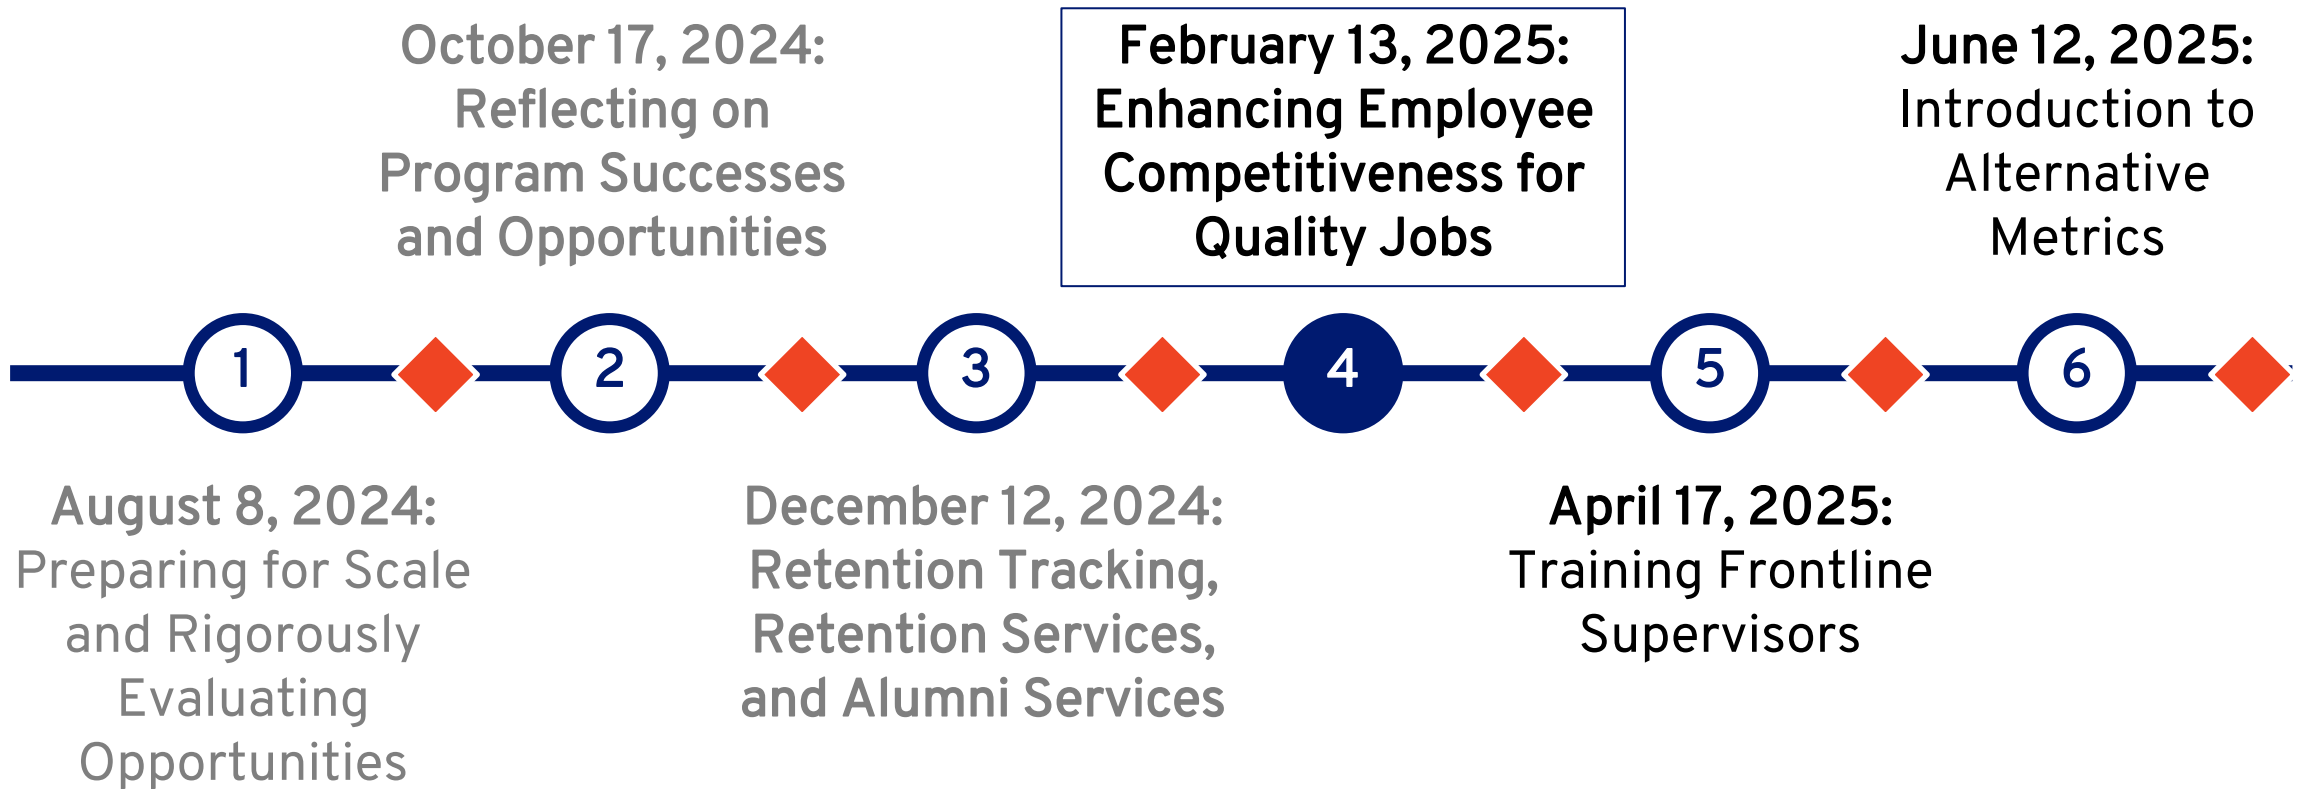 October 17, 2024:
Reflecting on
Program Successes
and Opportunities
February 13, 2025:
Enhancing Employee
Competitiveness for
Quality Jobs
June 12, 2025:
Introduction to
Alternative
Metrics
1
2
3
4
5
6
August 8, 2024:
Preparing for Scale
and Rigorously
Evaluating
Opportunities
December 12, 2024:
Retention Tracking,
Retention Services,
and Alumni Services
April 17, 2025:
Training Frontline
Supervisors